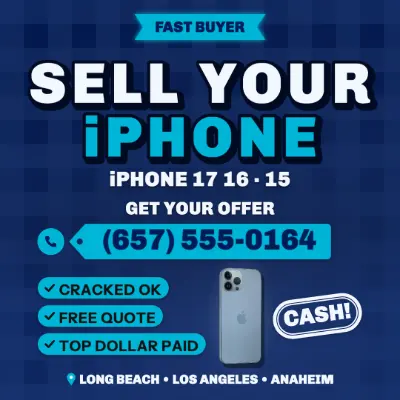 FAST BUYER
SELL YOUR
iPHONE
iPHONE 17 16 - 15
GET YOUR OFFER
(657) 555-0164
CRACKED OK
FREE QUOTE
TOP DOLLAR PAID
CASH!
LONG BEACH • LOS ANGELES • ANAHEIM